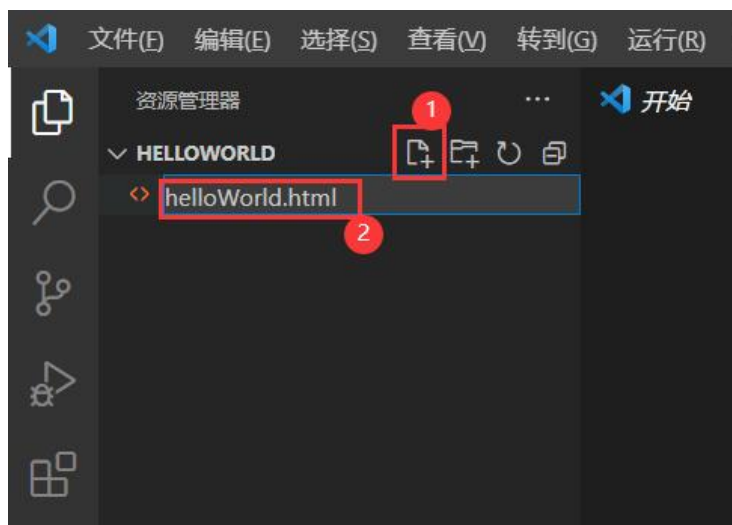 文件(F) 编辑(E) 选择(S) 查看(V) 转到(G) 运行(R)
资源管理器 1 ··· 开始
HELLOWORLD
helloWorld.html
2